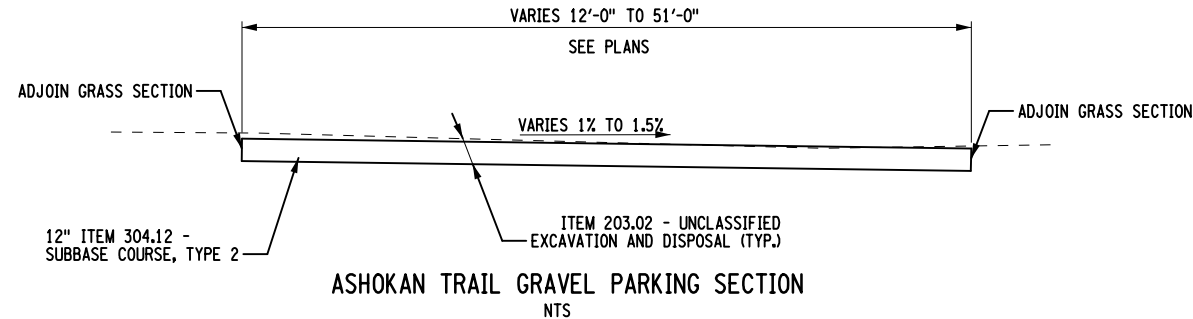 VARIES 12'-0" TO 51'-0"
SEE PLANS
ADJOIN GRASS SECTION
ADJOIN GRASS SECTION
VARIES 1% TO 1.5%
12" ITEM 304.12 -
SUBBASE COURSE, TYPE 2
ITEM 203.02 - UNCLASSIFIED
EXCAVATION AND DISPOSAL (TYP.)
ASHOKAN TRAIL GRAVEL PARKING SECTION
NTS